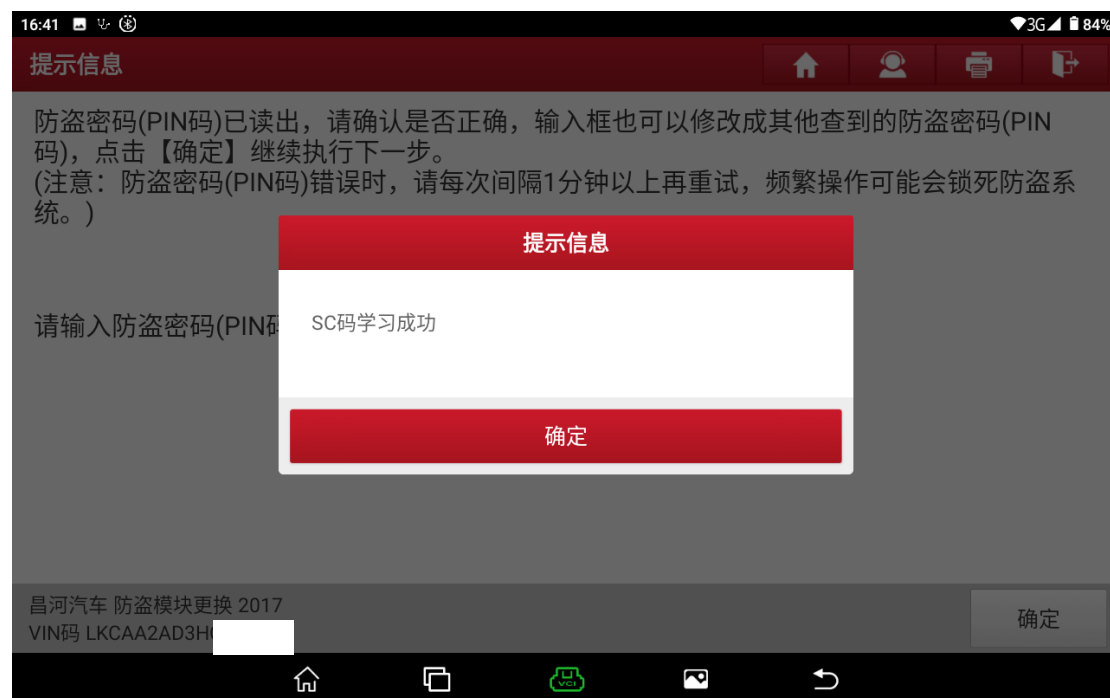 16:41
3G 84%
提示信息
防盗密码(PIN码)已读出，请确认是否正确，输入框也可以修改成其他查到的防盗密码(PIN
码)，点击【确定】继续执行下一步。
(注意：防盗密码(PIN码)错误时，请每次间隔1分钟以上再重试，频繁操作可能会锁死防盗系
统。)
提示信息
请输入防盗密码(PIN码
SC码学习成功
确定
昌河汽车 防盗模块更换 2017
VIN码 LKCAA2AD3H
确定
VCI